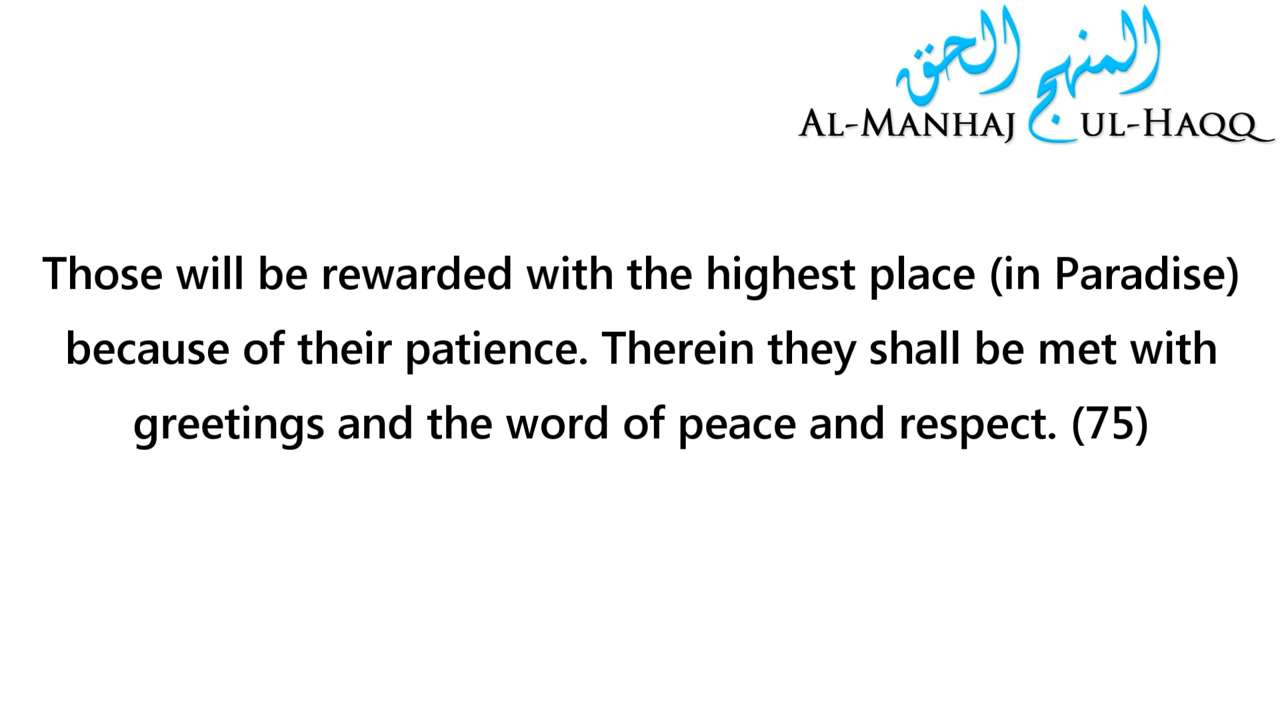 المنهج الحق
AL-MANHAJ UL-HAQQ
Those will be rewarded with the highest place (in Paradise)
because of their patience. Therein they shall be met with
greetings and the word of peace and respect. (75)